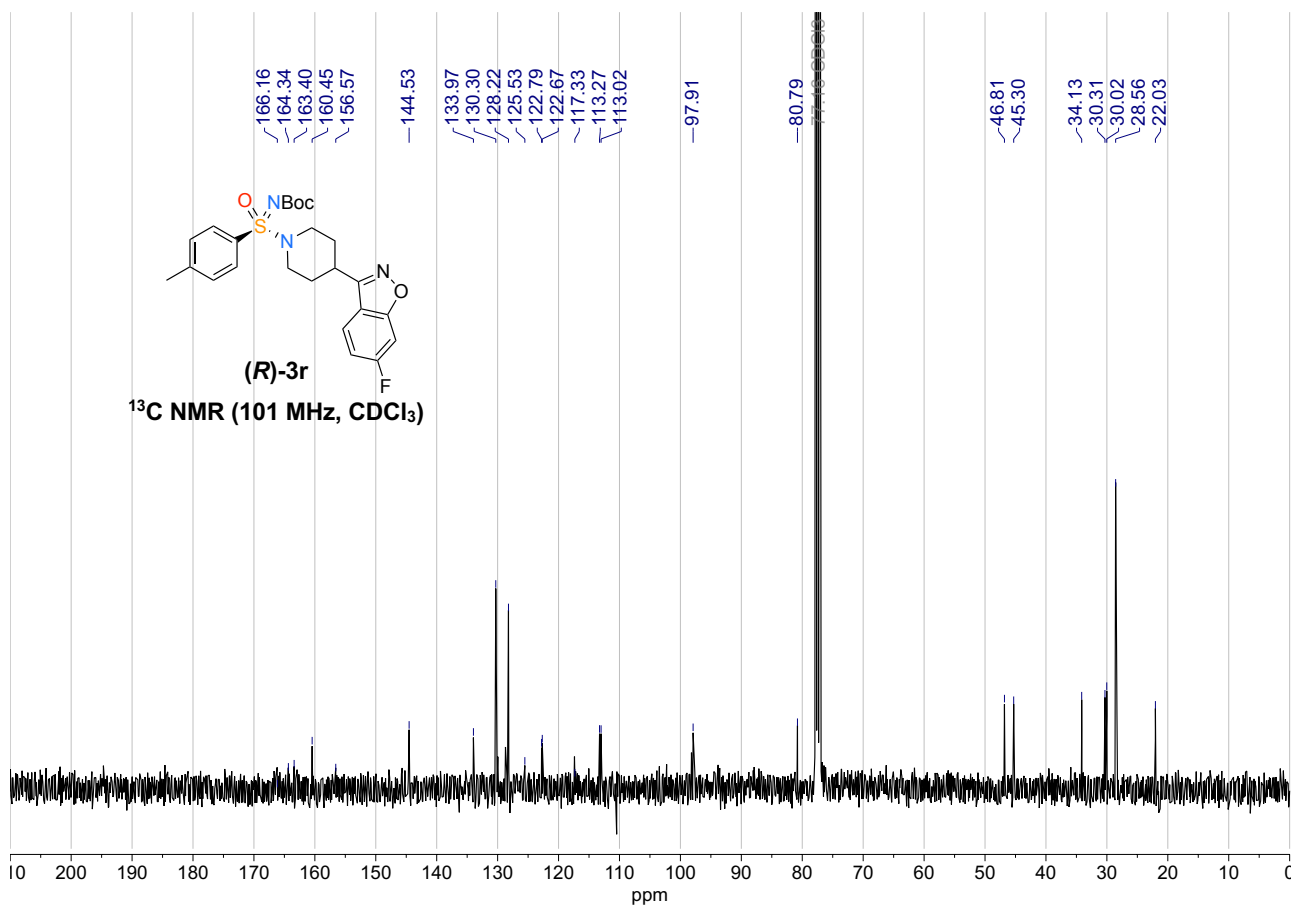 166.16
164.34
163.40
160.45
156.57
144.53
133.97
130.30
128.22
125.53
122.79
122.67
117.33
113.27
113.02
97.91
80.79
77.16 CDCl3
46.81
45.30
34.13
30.31
30.02
28.56
22.03
O
NBoc
S
N
N
O
F
(R)-3r
¹³C NMR (101 MHz, CDCl₃)
10 200 190 180 170 160 150 140 130 120 110 100 90 80 70 60 50 40 30 20 10 0
ppm